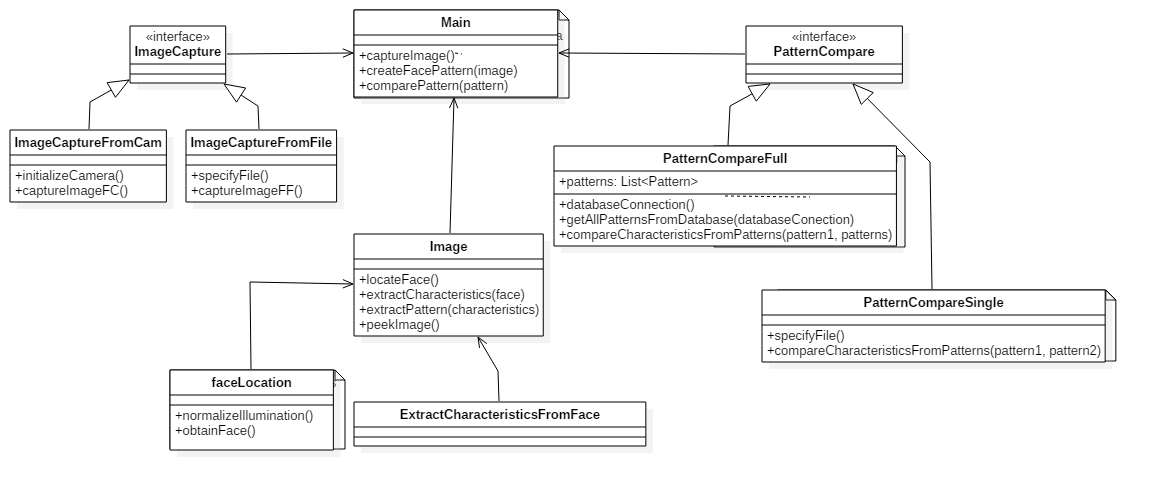 «interface»
ImageCapture
Main
+captureImage()
+createFacePattern(image)
+comparePattern(pattern)
a
«interface»
PatternCompare
ImageCaptureFromCam
+initializeCamera()
+captureImageFC()
ImageCaptureFromFile
+specifyFile()
+captureImageFF()
PatternCompareFull
+patterns: List<Pattern>
+databaseConnection()
+getAllPatternsFromDatabase(databaseConection)
+compareCharacteristicsFromPatterns(pattern1, patterns)
Image
+locateFace()
+extractCharacteristics(face)
+extractPattern(characteristics)
+peekImage()
PatternCompareSingle
+specifyFile()
+compareCharacteristicsFromPatterns(pattern1, pattern2)
faceLocation
+normalizeIllumination()
+obtainFace()
ExtractCharacteristicsFromFace